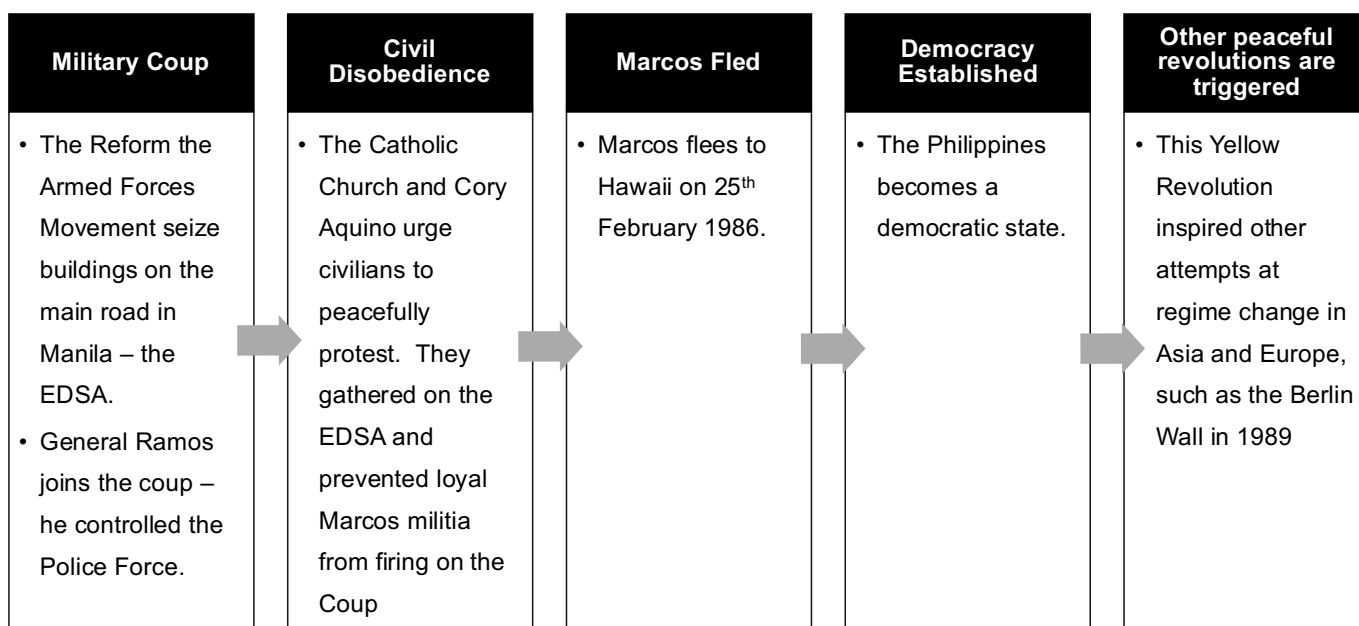 Military Coup
• The Reform the
Armed Forces
Movement seize
buildings on the
main road in
Manila – the
EDSA.
• General Ramos
joins the coup –
he controlled the
Police Force.
Civil
Disobedience
• The Catholic
Church and Cory
Aquino urge
civilians to
peacefully
protest. They
gathered on the
EDSA and
prevented loyal
Marcos militia
from firing on the
Coup
Marcos Fled
• Marcos flees to
Hawaii on 25th
February 1986.
Democracy
Established
• The Philippines
becomes a
democratic state.
Other peaceful
revolutions are
triggered
• This Yellow
Revolution
inspired other
attempts at
regime change in
Asia and Europe,
such as the Berlin
Wall in 1989